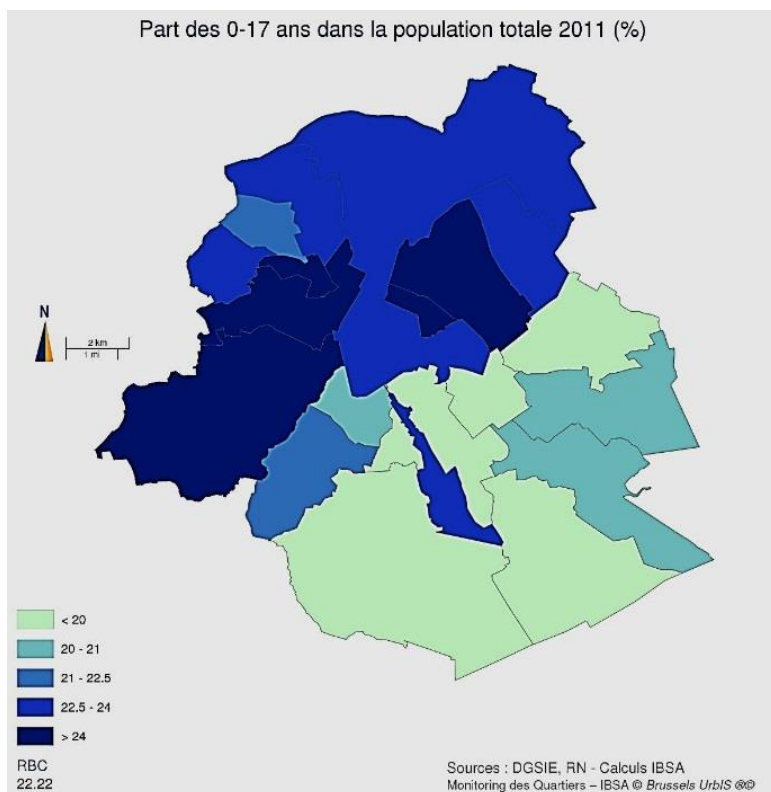 Part des 0-17 ans dans la population totale 2011 (%)
N
2 km
1 mi
< 20
20 - 21
21 - 22.5
22.5 - 24
> 24
RBC
22.22
Sources : DGSIE, RN - Calculs IBSA
Monitoring des Quartiers – IBSA © Brussels UrbIS ®©